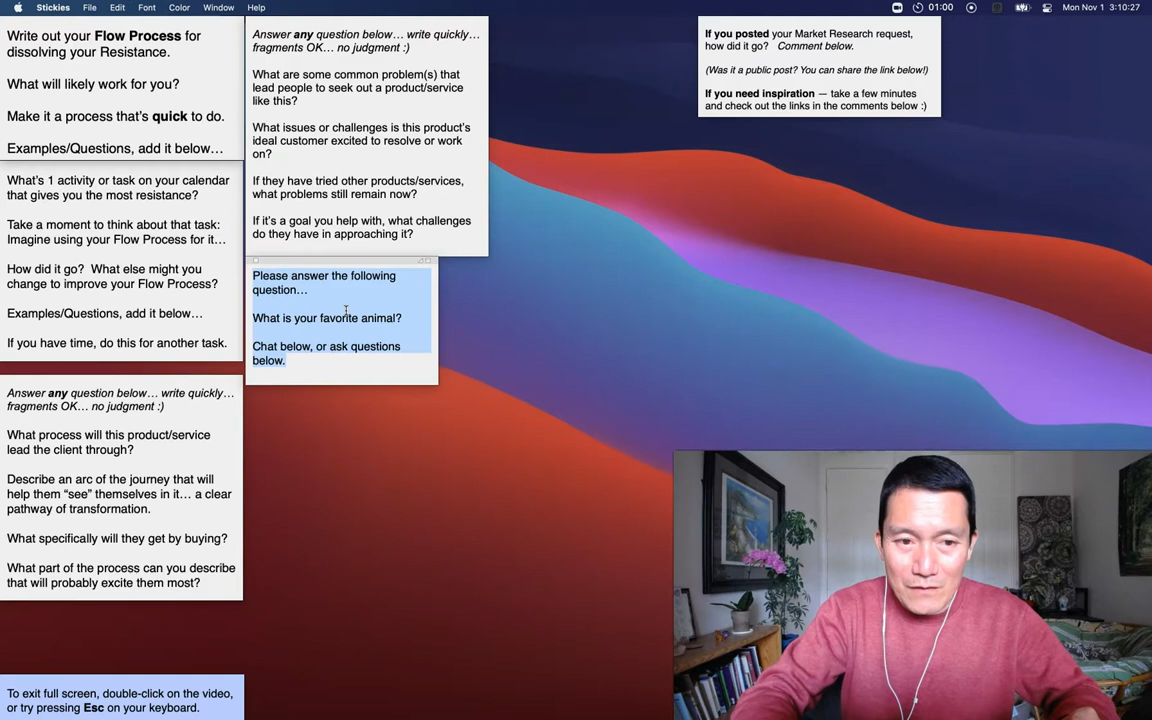 Stickies File Edit Font Color Window Help
01:00 Mon Nov 1 3:10:27
Write out your Flow Process for
dissolving your Resistance.
What will likely work for you?
Make it a process that's quick to do.
Examples/Questions, add it below…
What's 1 activity or task on your calendar
that gives you the most resistance?
Take a moment to think about that task:
Imagine using your Flow Process for it…
How did it go? What else might you
change to improve your Flow Process?
Examples/Questions, add it below…
If you have time, do this for another task.
Answer any question below… write quickly…
fragments OK… no judgment :)
What process will this product/service
lead the client through?
Describe an arc of the journey that will
help them “see” themselves in it… a clear
pathway of transformation.
What specifically will they get by buying?
What part of the process can you describe
that will probably excite them most?
To exit full screen, double-click on the video,
or try pressing Esc on your keyboard.
Answer any question below… write quickly…
fragments OK… no judgment :)
What are some common problem(s) that
lead people to seek out a product/service
like this?
What issues or challenges is this product's
ideal customer excited to resolve or work
on?
If they have tried other products/services,
what problems still remain now?
If it's a goal you help with, what challenges
do they have in approaching it?
Please answer the following
question…
What is your favorite animal?
Chat below, or ask questions
below.
If you posted your Market Research request,
how did it go? Comment below.
(Was it a public post? You can share the link below!)
If you need inspiration — take a few minutes
and check out the links in the comments below :)